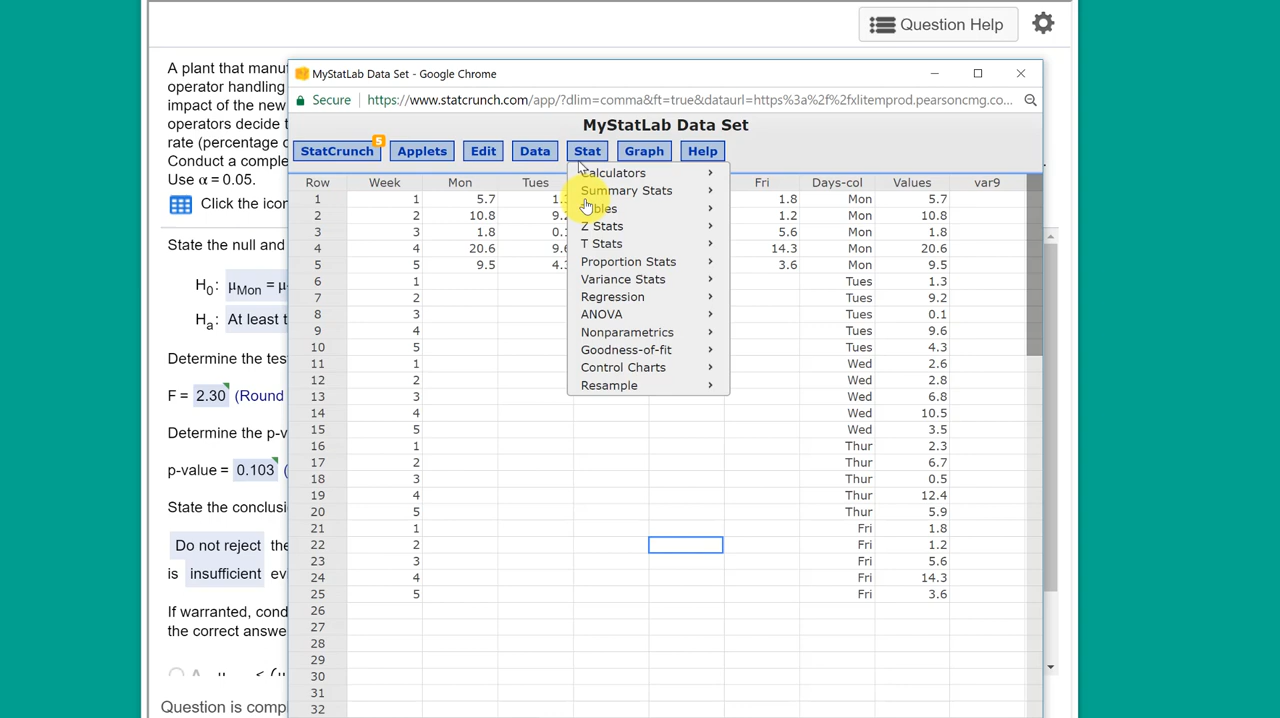 Question Help
A plant that manu
operator handling
impact of the new
operators decide t
rate (percentage c
Conduct a comple
Use α = 0.05.
Click the icor
State the null and
H0: μMon = μ
Ha: At least t
Determine the test
F = 2.30 (Round
Determine the p-v
p-value = 0.103 (
State the conclusi
Do not reject the
is insufficient ev
If warranted, cond
the correct answe
A.
Question is comp
MyStatLab Data Set - Google Chrome
Secure https://www.statcrunch.com/app/?dlim=comma&ft=true&dataurl=https%3a%2f%2fxlitemprod.pearsoncmg.co...
MyStatLab Data Set
StatCrunch 5 Applets Edit Data Stat Graph Help
Row Week Mon Tues Fri Days-col Values var9
1 1 5.7 1. 1.8 Mon 5.7
2 2 10.8 9.2 1.2 Mon 10.8
3 3 1.8 0.1 5.6 Mon 1.8
4 4 20.6 9.6 14.3 Mon 20.6
5 5 9.5 4.3 3.6 Mon 9.5
6 1 Tues 1.3
7 2 Tues 9.2
8 3 Tues 0.1
9 4 Tues 9.6
10 5 Tues 4.3
11 1 Wed 2.6
12 2 Wed 2.8
13 3 Wed 6.8
14 4 Wed 10.5
15 5 Wed 3.5
16 1 Thur 2.3
17 2 Thur 6.7
18 3 Thur 0.5
19 4 Thur 12.4
20 5 Thur 5.9
21 1 Fri 1.8
22 2 Fri 1.2
23 3 Fri 5.6
24 4 Fri 14.3
25 5 Fri 3.6
26
27
28
29
30
31
32
Calculators
Summary Stats
bles
Z Stats
T Stats
Proportion Stats
Variance Stats
Regression
ANOVA
Nonparametrics
Goodness-of-fit
Control Charts
Resample